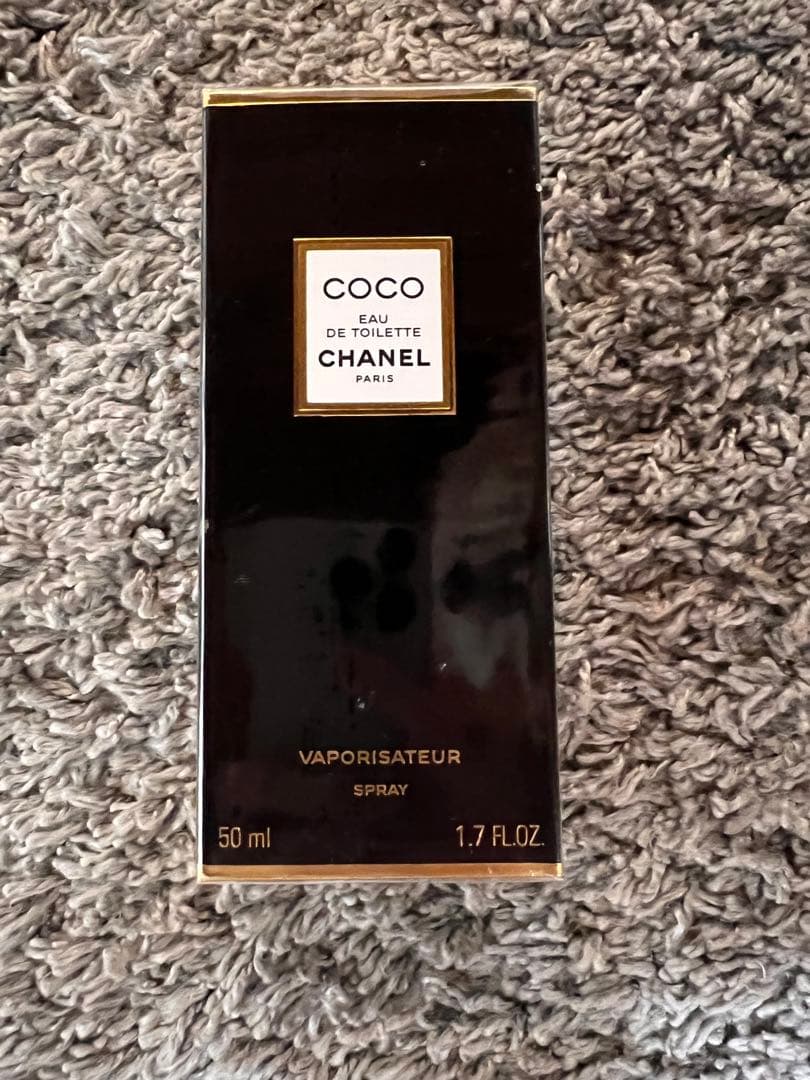 COCO
EAU
DE TOILETTE
CHANEL
PARIS
VAPORISATEUR
SPRAY
50 ml 1.7 FL.OZ.